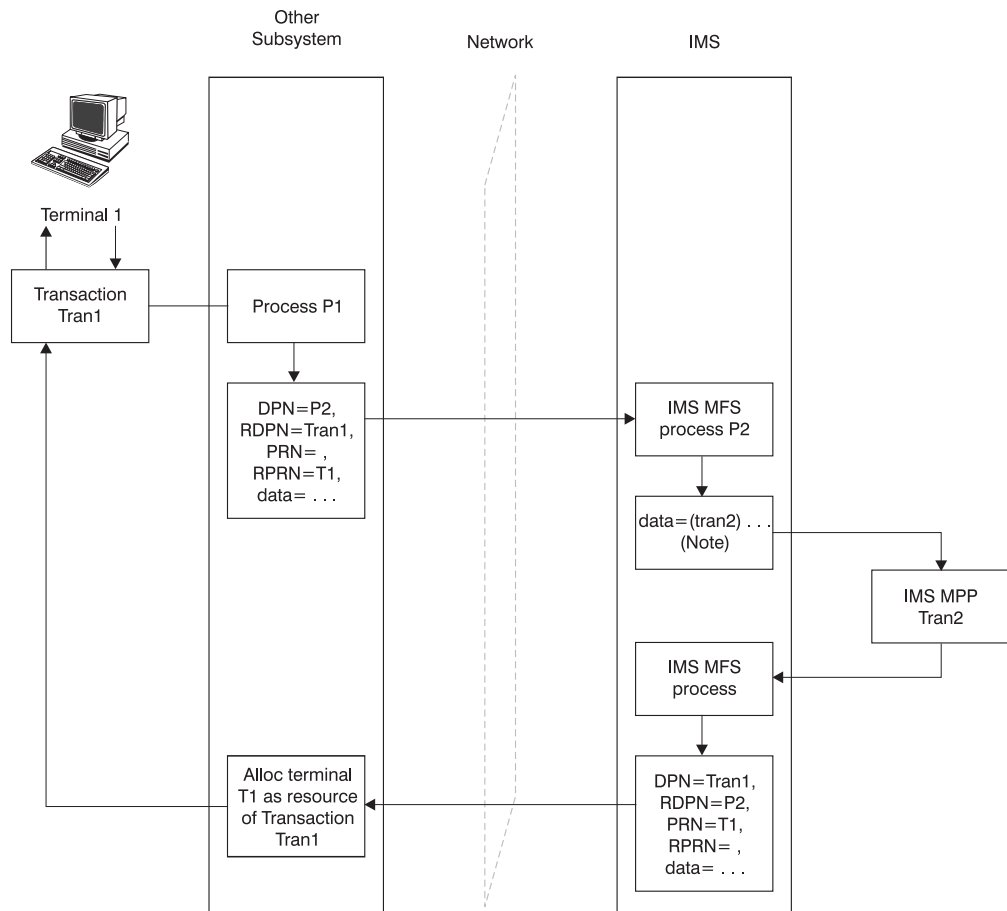 Other
Subsystem
Network
IMS
Terminal 1
Transaction
Tran1
Process P1
DPN=P2,
RDPN=Tran1,
PRN= ,
RPRN=T1,
data= . . .
IMS MFS
process P2
data=(tran2) . . .
(Note)
IMS MPP
Tran2
IMS MFS
process
Alloc terminal
T1 as resource
of Transaction
Tran1
DPN=Tran1,
RDPN=P2,
PRN=T1,
RPRN= ,
data= . . .